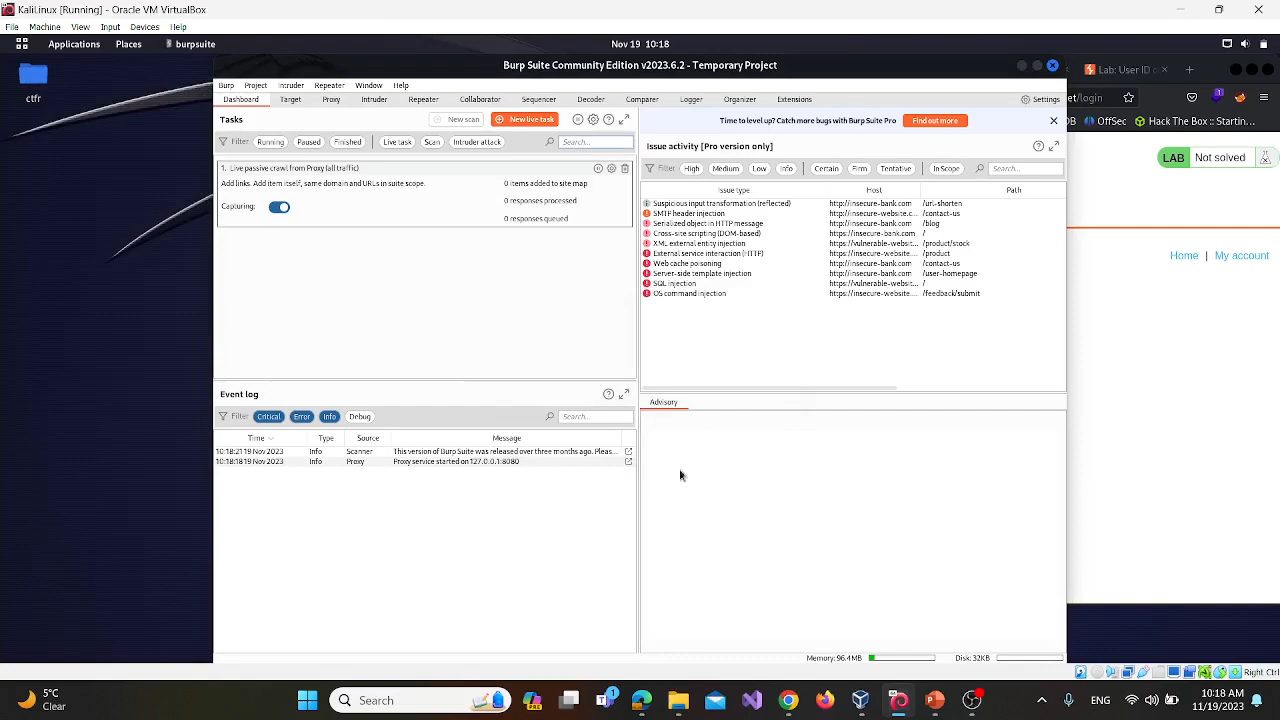 KaliLinux [Running] - Oracle VM VirtualBox
File Machine View Input Devices Help
Applications Places burpsuite Nov 19 10:18
ctfr
Burp Suite Community Edition v2023.6.2 - Temporary Project
Burp Project Intruder Repeater Window Help
Dashboard Target Proxy Intruder Repeater Collaborator Sequencer Decoder Logger Organizer Extensions Settings
Tasks New scan New live task
Filter Running Paused Finished Live task Scan Intruder attack Search...
1. Live passive crawl from Proxy (all traffic)
Add links. Add item itself, same domain and URLs in suite scope. 0 items added to site map
Capturing: 0 responses processed
0 responses queued
Time to level up? Catch more bugs with Burp Suite Pro Find out more
Issue activity [Pro version only]
Filter High Medium Low Info Certain Firm Tentative In Scope Search...
Issue type Host Path
Suspicious input transformation (reflected) http://insecure-bank.com /url-shorten
SMTP header injection http://insecure-website.c... /contact-us
Serialized object in HTTP message http://insecure-bank.com /blog
Cross-site scripting (DOM-based) https://insecure-bank.com /
XML external entity injection https://vulnerable-websit... /product/stock
External service interaction (HTTP) https://insecure-website.... /product
Web cache poisoning http://insecure-bank.com /contact-us
Server-side template injection http://insecure-bank.com /user-homepage
SQL injection https://vulnerable-websit... /
OS command injection https://insecure-website.... /feedback/submit
Event log
Filter Critical Error Info Debug Search...
Time Type Source Message
10:18:21 19 Nov 2023 Info Scanner This version of Burp Suite was released over three months ago. Pleas...
10:18:18 19 Nov 2023 Info Proxy Proxy service started on 127.0.0.1:8080
Advisory
Memory: 96.4MB Disk: 32KB
Lab: User ID co
et/login
OffSec Hack The Box :: Startin...
LAB Not solved
Home | My account
Right Ctrl
5°C
Clear
Search
PRE
1
ENG
10:18 AM
11/19/2023